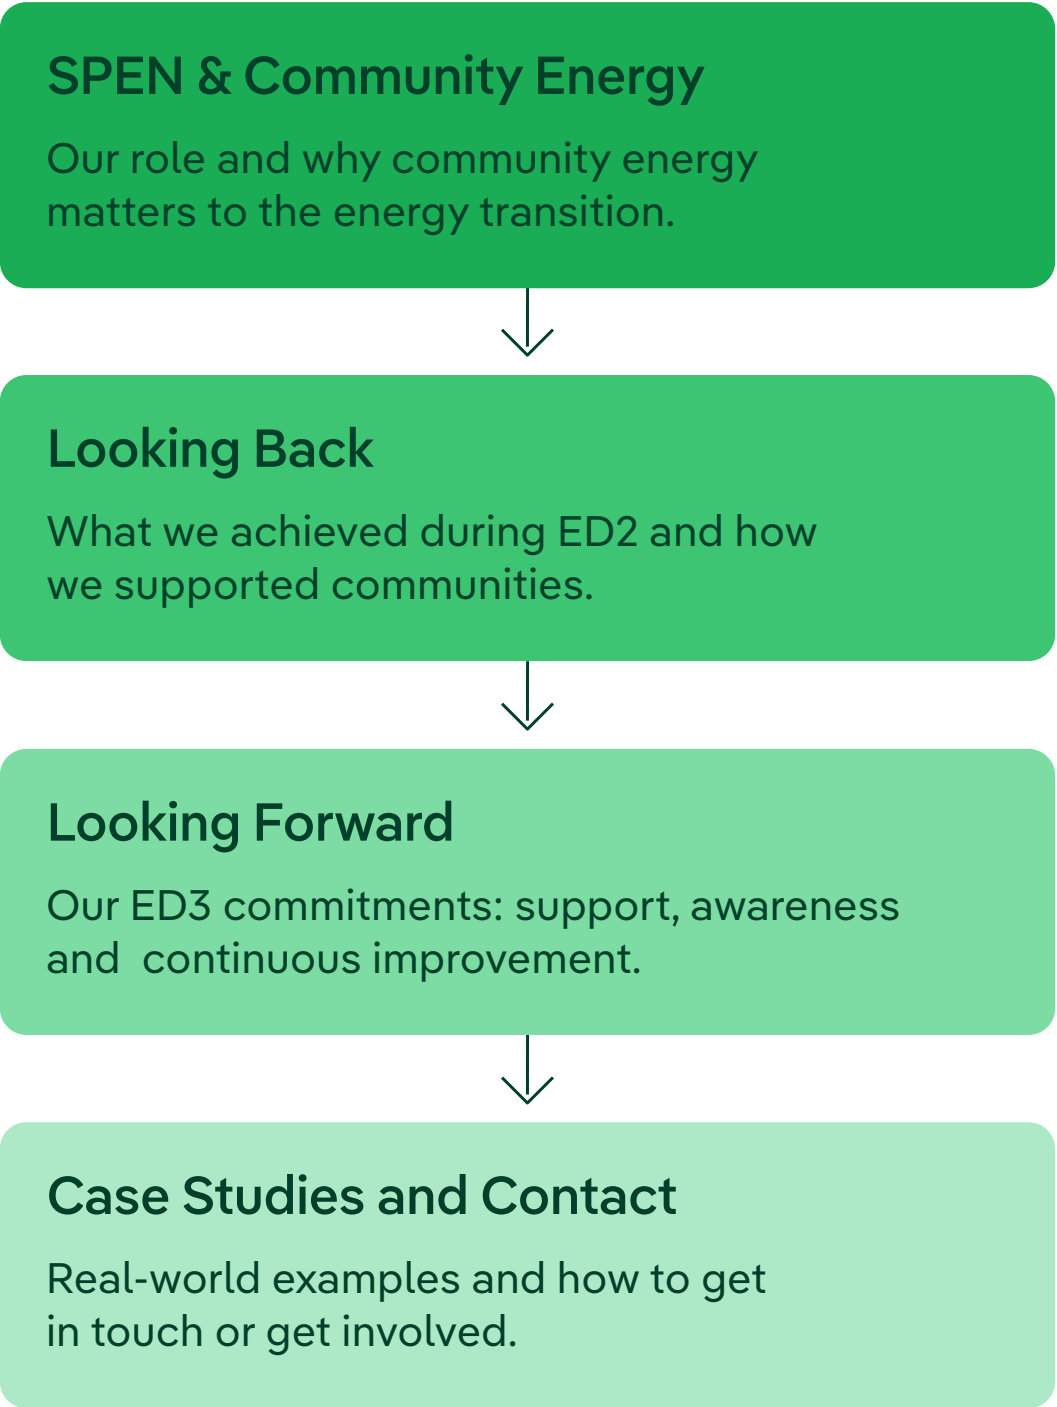 SPEN & Community Energy
Our role and why community energy
matters to the energy transition.
Looking Back
What we achieved during ED2 and how
we supported communities.
Looking Forward
Our ED3 commitments: support, awareness
and  continuous improvement.
Case Studies and Contact
Real-world examples and how to get
in touch or get involved.